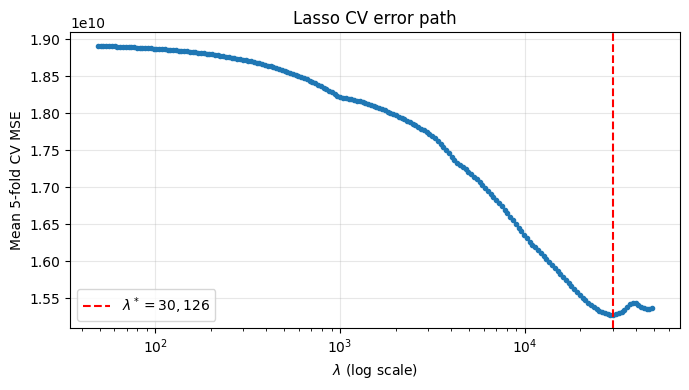 Lasso CV error path
1e10
1.90
1.85
1.80
1.75
1.70
1.65
1.60
1.55
Mean 5-fold CV MSE
λ* = 30, 126
10²
10³
10⁴
λ (log scale)